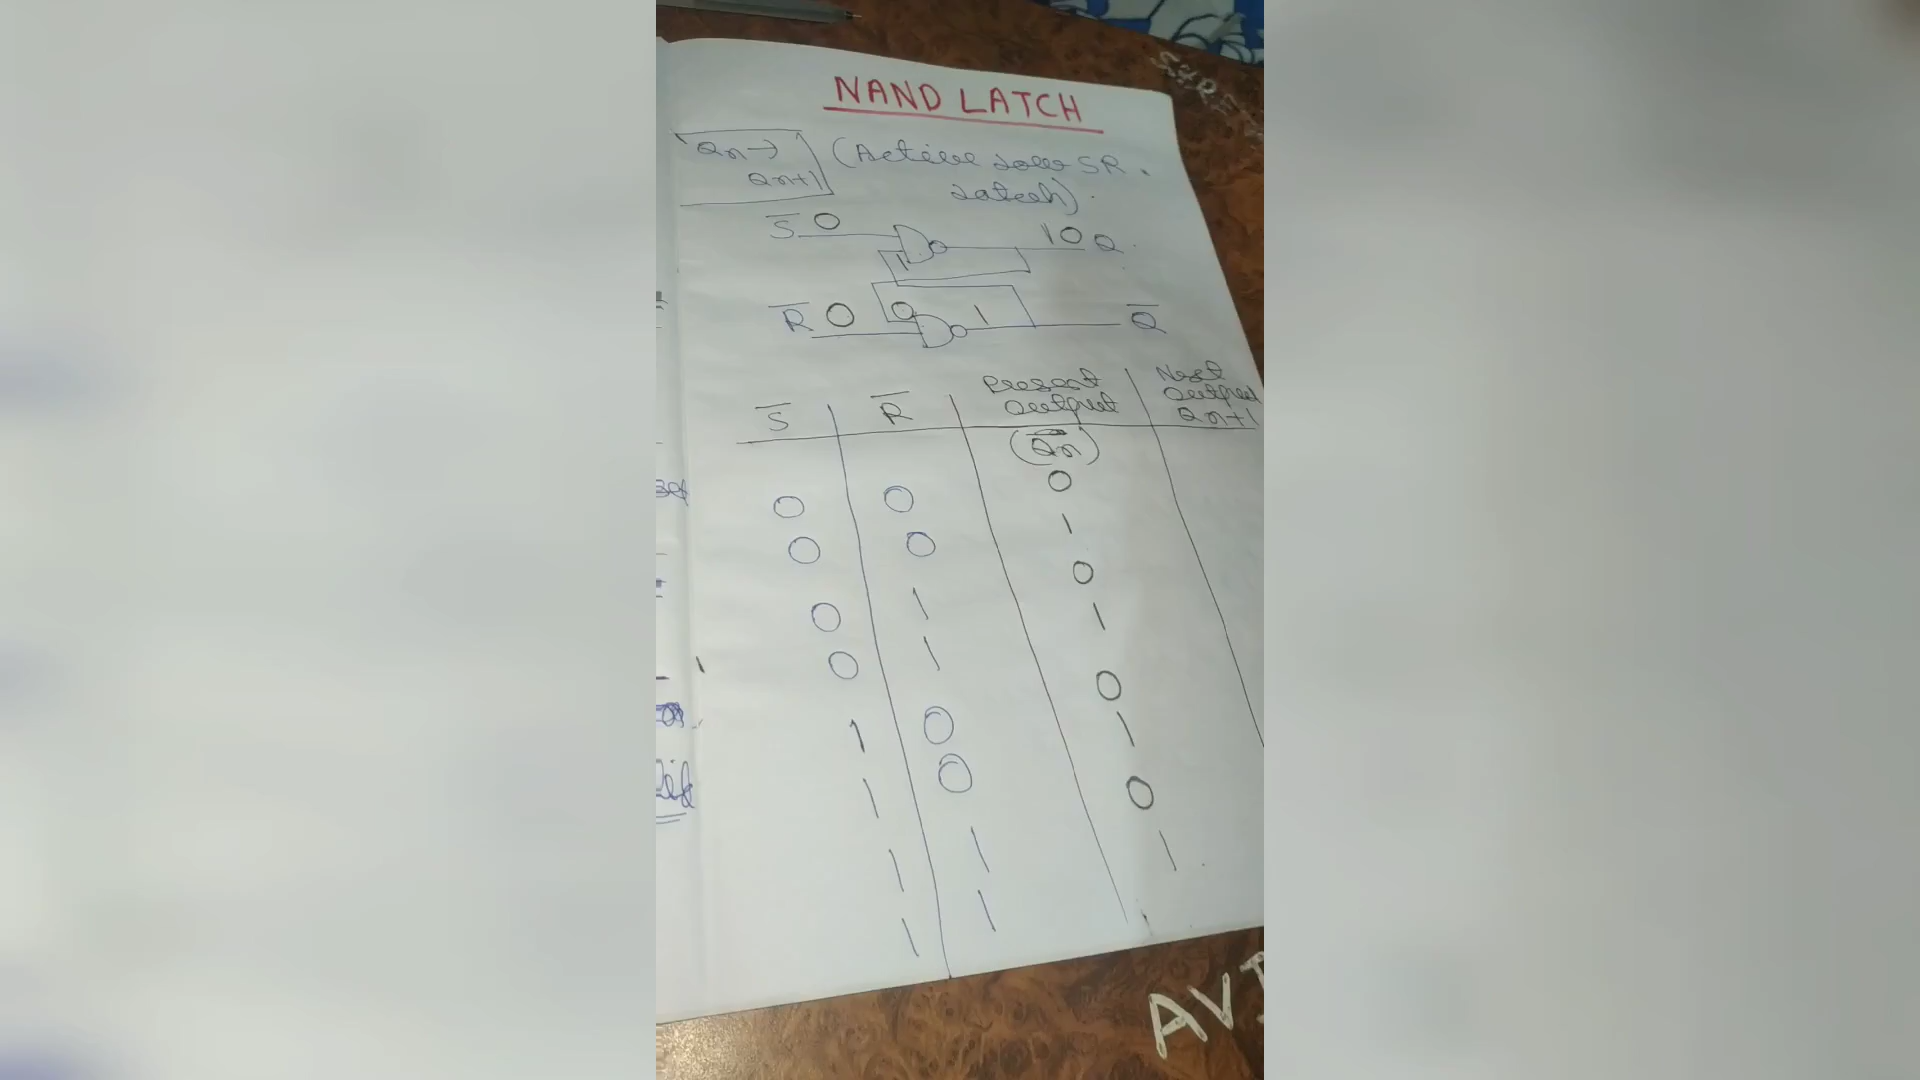 NAND LATCH
Qn→
Qn+1
(Active Low SR
Latch).
S̅ 0
1 0 Q
1
R̅ 0 0 1 Q̅
S̅ R̅ Present Output (Qn) Next Output Qn+1
0 0 0
0 0 1
0 1 0
0 1 1
1 0 0
1 0 1
1 1 0
1 1 1